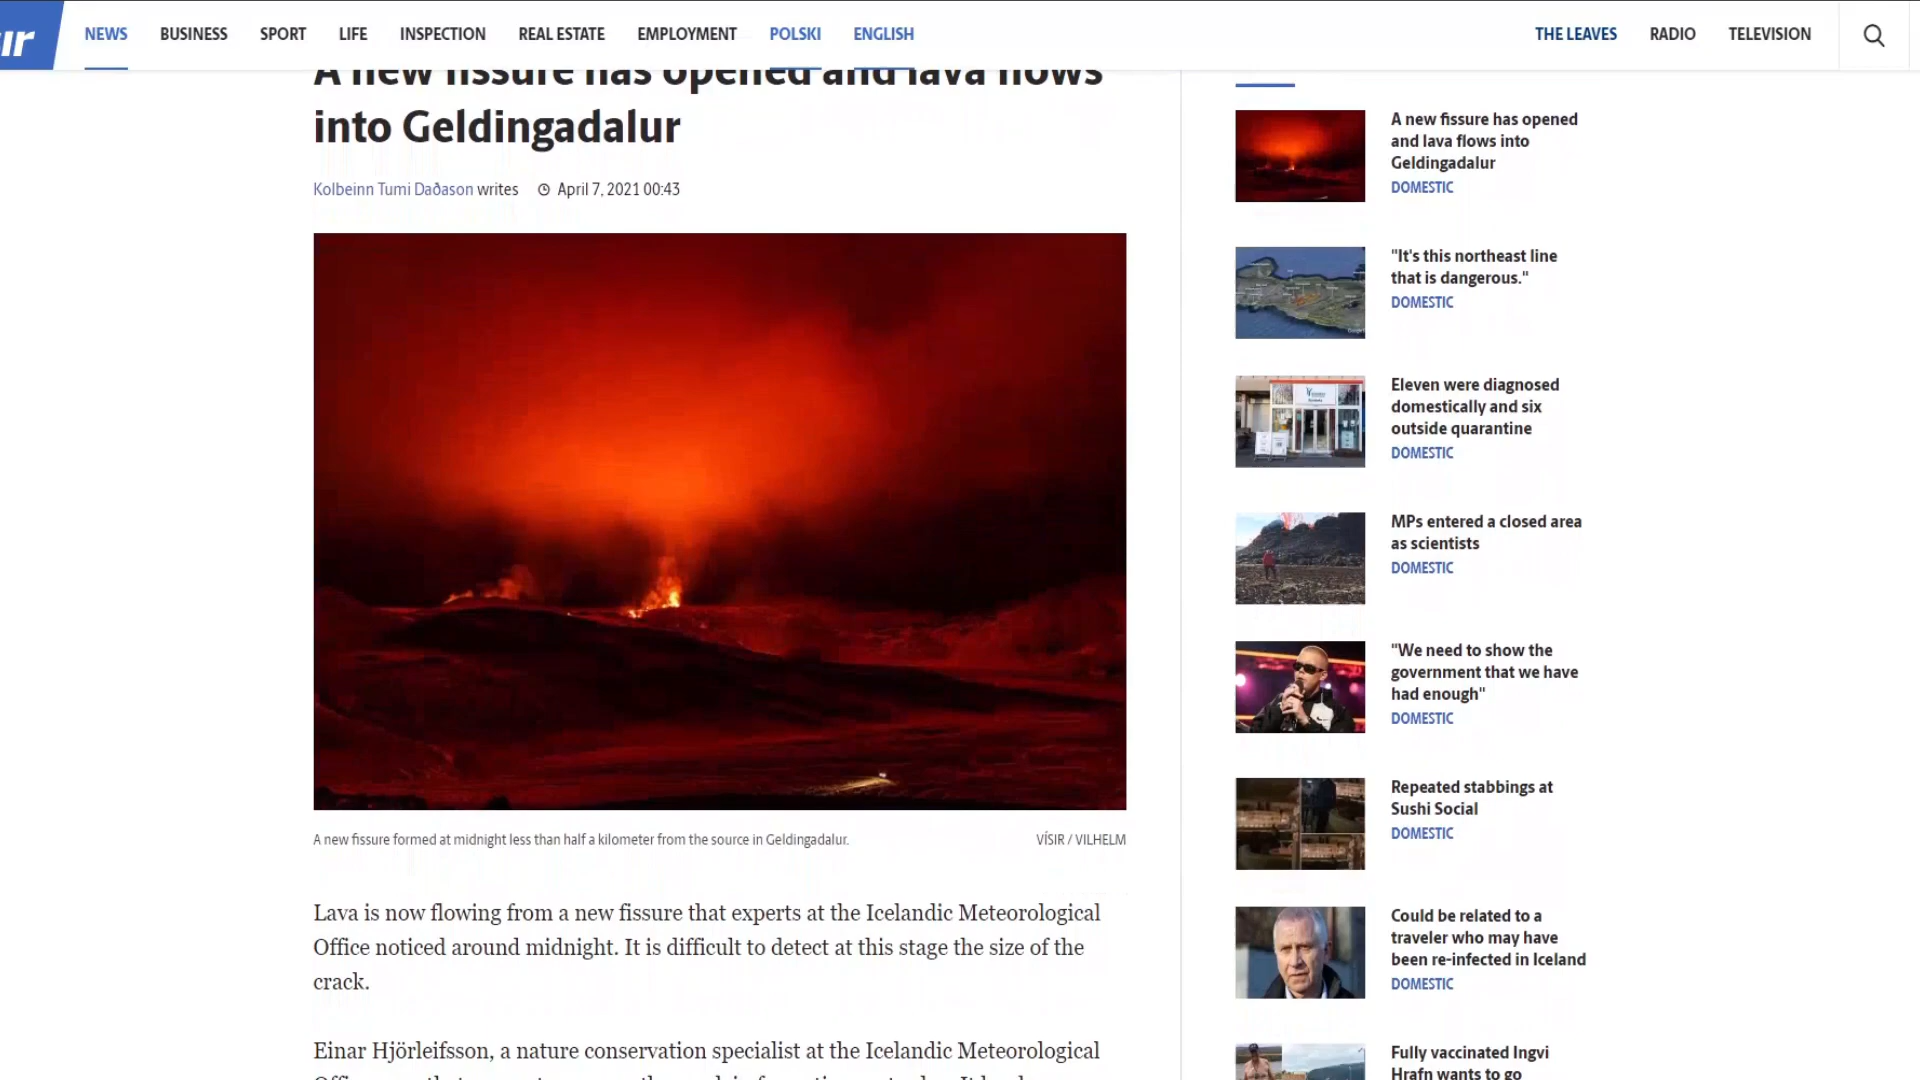 ır
NEWS BUSINESS SPORT LIFE INSPECTION REAL ESTATE EMPLOYMENT POLSKI ENGLISH THE LEAVES RADIO TELEVISION
A new fissure has opened and lava flows
into Geldingadalur
Kolbeinn Tumi Daðason writes April 7, 2021 00:43
A new fissure formed at midnight less than half a kilometer from the source in Geldingadalur. VÍSIR / VILHELM
Lava is now flowing from a new fissure that experts at the Icelandic Meteorological
Office noticed around midnight. It is difficult to detect at this stage the size of the
crack.
Einar Hjörleifsson, a nature conservation specialist at the Icelandic Meteorological
A new fissure has opened
and lava flows into
Geldingadalur
DOMESTIC
"It's this northeast line
that is dangerous."
DOMESTIC
Eleven were diagnosed
domestically and six
outside quarantine
DOMESTIC
MPs entered a closed area
as scientists
DOMESTIC
"We need to show the
government that we have
had enough"
DOMESTIC
Repeated stabbings at
Sushi Social
DOMESTIC
Could be related to a
traveler who may have
been re-infected in Iceland
DOMESTIC
Fully vaccinated Ingvi
Hrafn wants to go